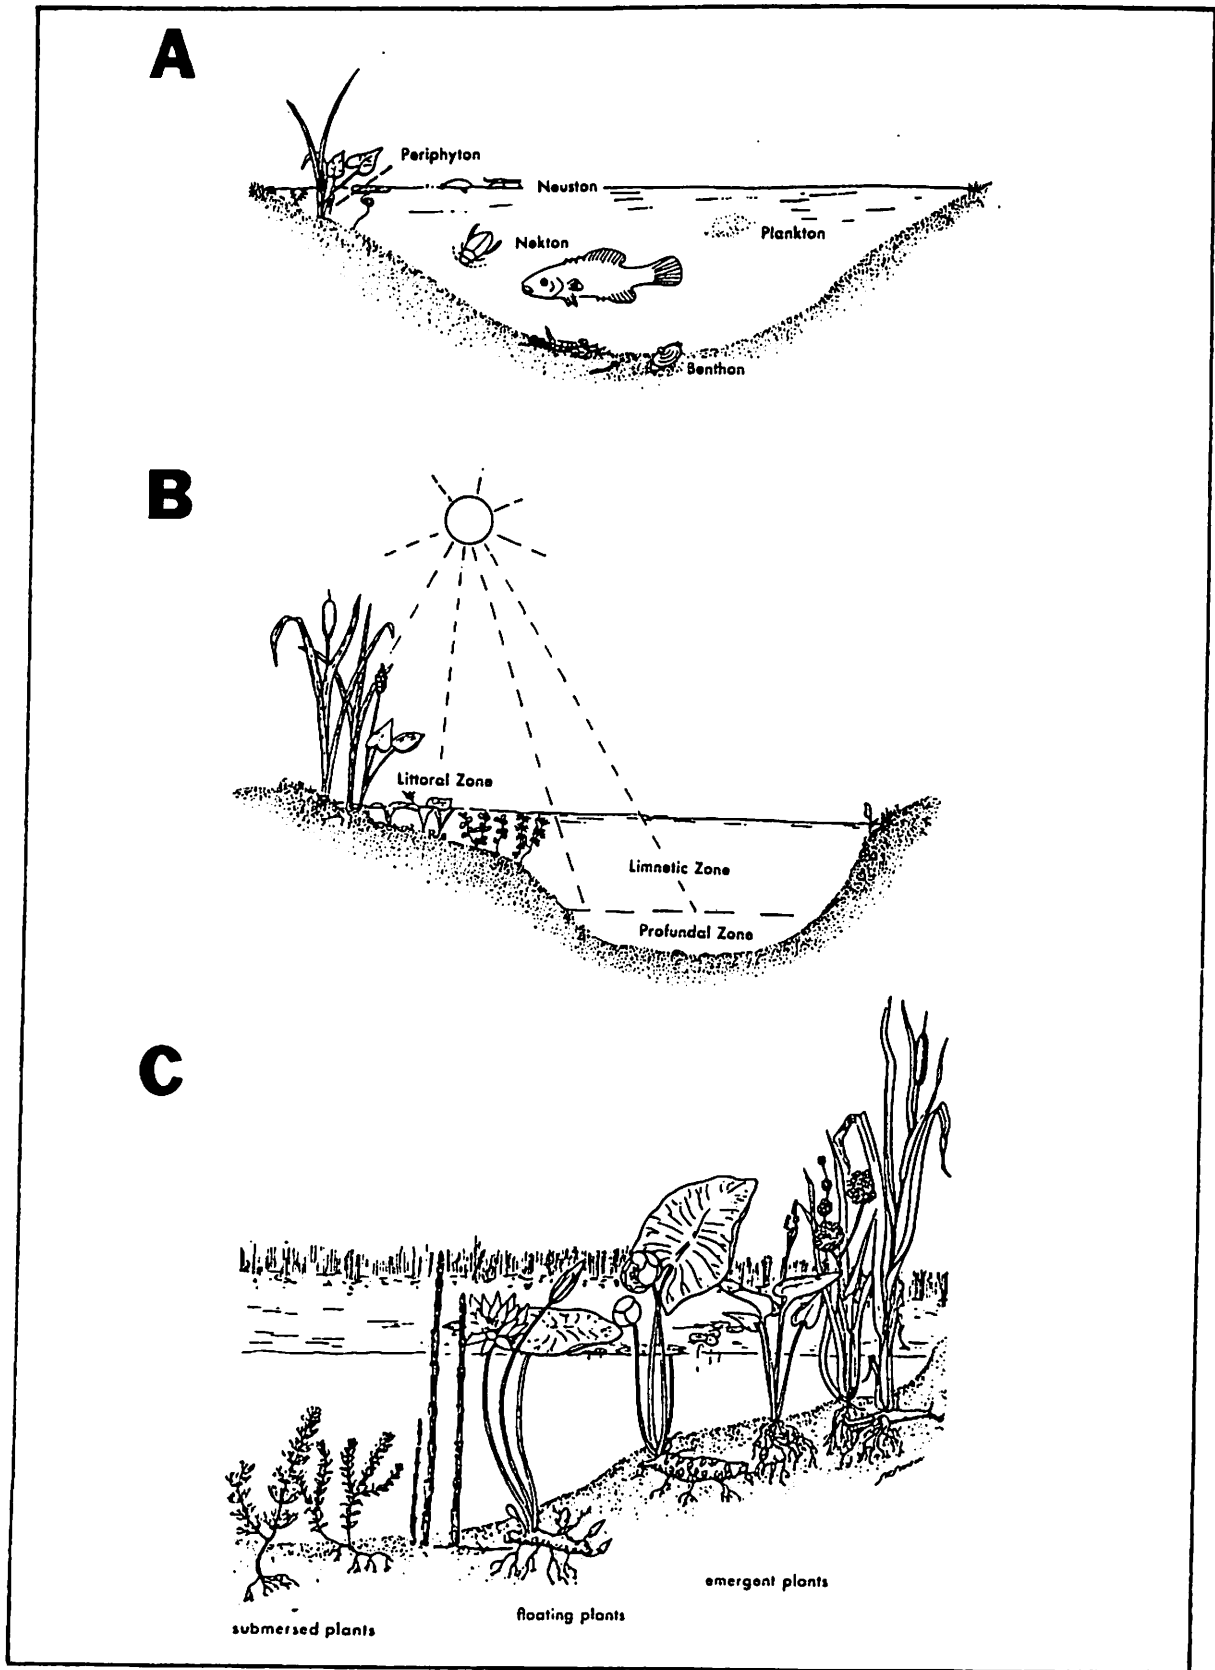 A
Periphyton
Neuston
Plankton
Nekton
Benthon
B
Littoral Zone
Limnetic Zone
Profundal Zone
C
emergent plants
floating plants
submersed plants